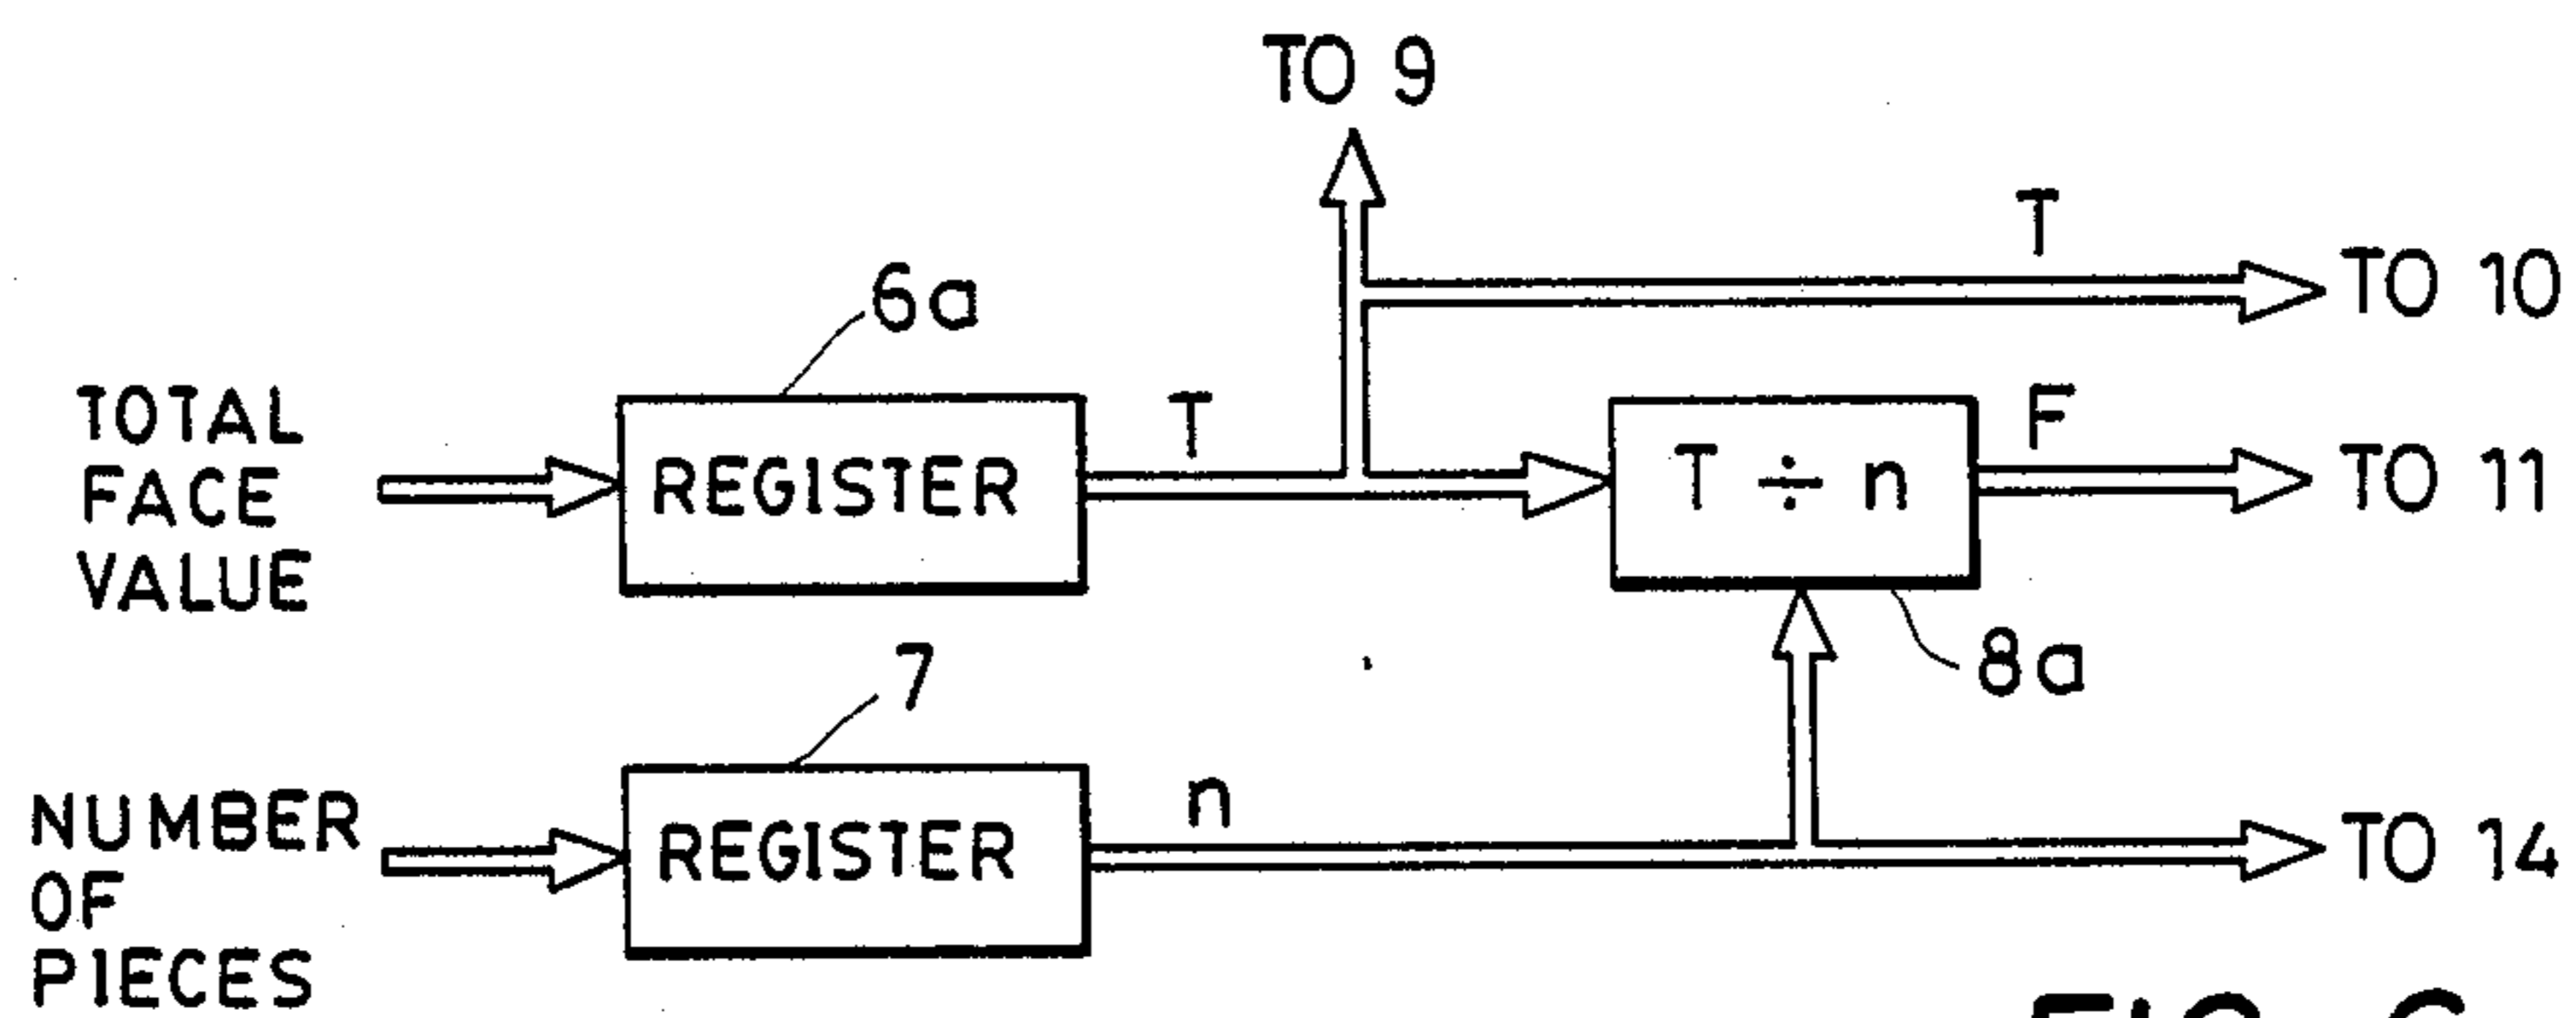 TO 9
T
TO 10
6a
TOTAL
FACE
VALUE
REGISTER
T
T ÷ n
F
TO 11
8a
7
NUMBER
OF
PIECES
REGISTER
n
TO 14